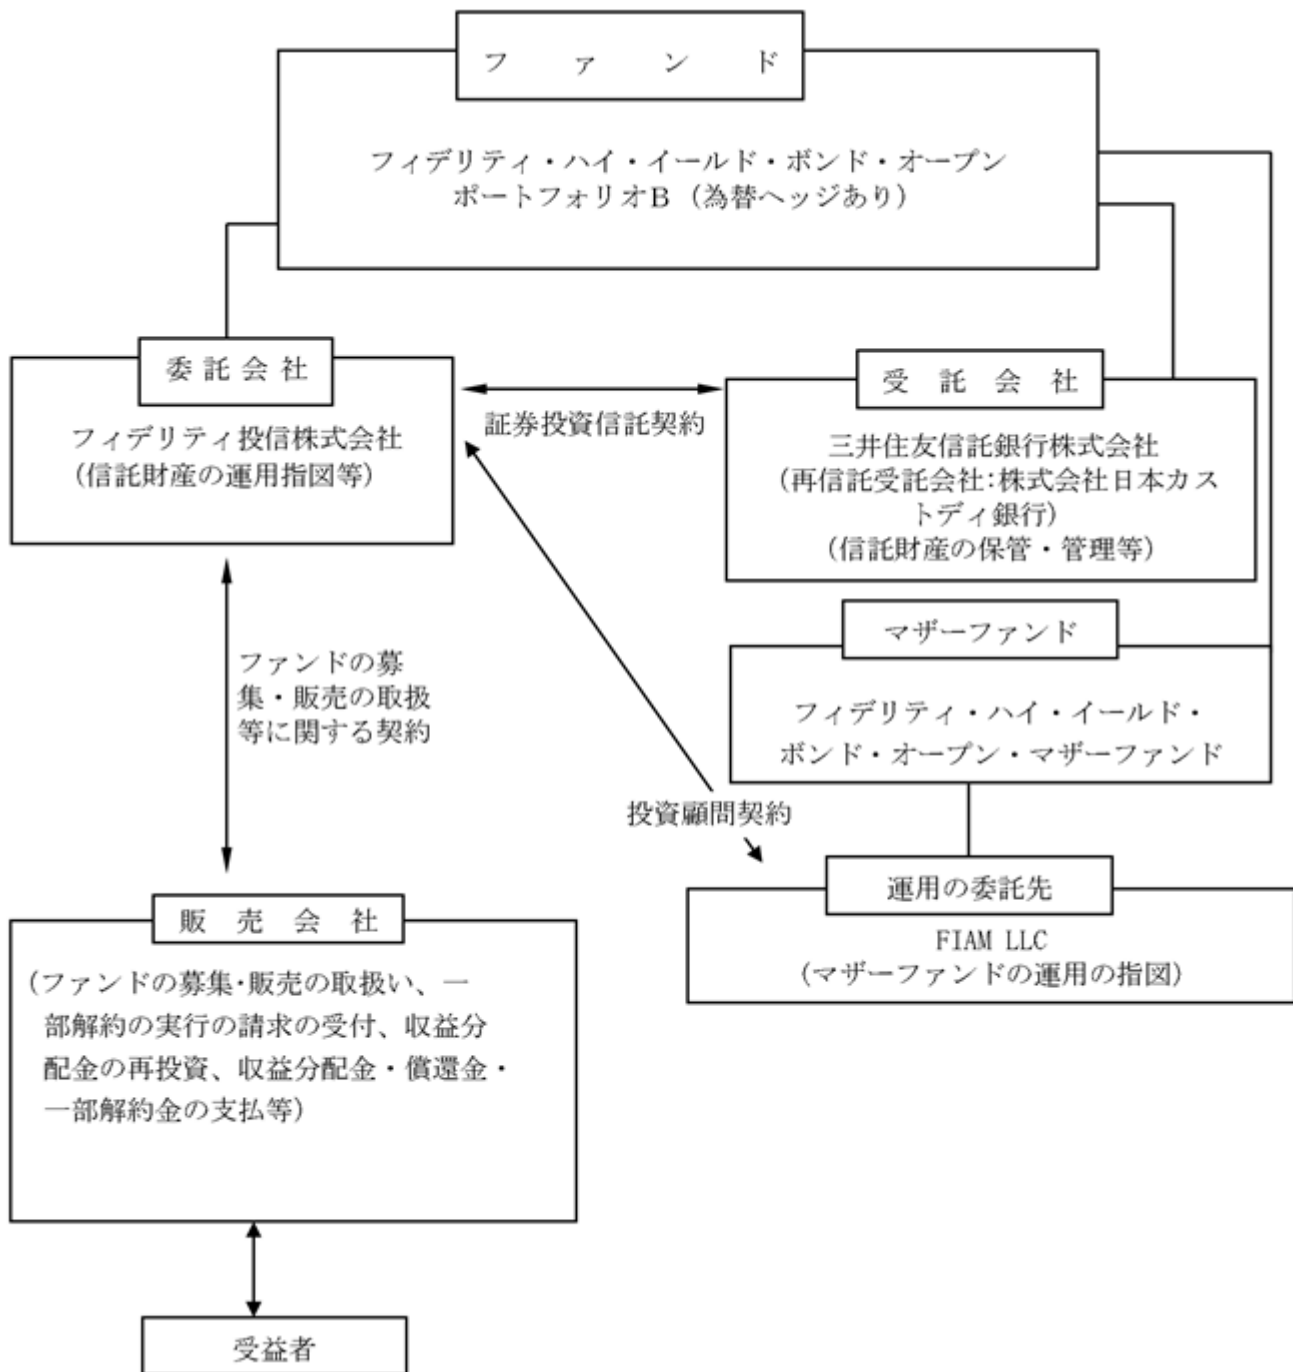 ファンド
フィデリティ・ハイ・イールド・ボンド・オープン
ポートフォリオＢ（為替ヘッジあり）
委託会社
フィデリティ投信株式会社
（信託財産の運用指図等）
証券投資信託契約
受託会社
三井住友信託銀行株式会社
（再信託受託会社：株式会社日本カス
トディ銀行）
（信託財産の保管・管理等）
マザーファンド
フィデリティ・ハイ・イールド・
ボンド・オープン・マザーファンド
ファンドの募
集・販売の取扱
等に関する契約
投資顧問契約
運用の委託先
FIAM LLC
（マザーファンドの運用の指図）
販売会社
（ファンドの募集・販売の取扱い、一
部解約の実行の請求の受付、収益分
配金の再投資、収益分配金・償還金・
一部解約金の支払等）
受益者